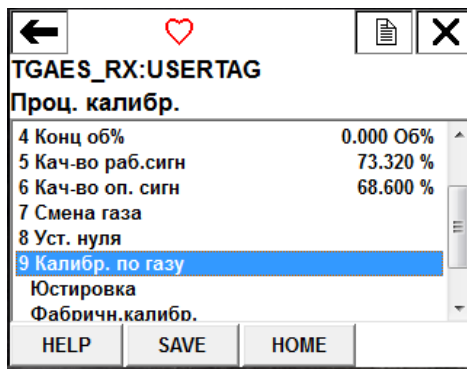 TGAES_RX:USERTAG
Проц. калибр.
4 Конц об% 0.000 Об%
5 Кач-во раб.сигн 73.320 %
6 Кач-во оп. сигн 68.600 %
7 Смена газа
8 Уст. нуля
9 Калибр. по газу
Юстировка
Фабричн.калибр.
HELP SAVE HOME